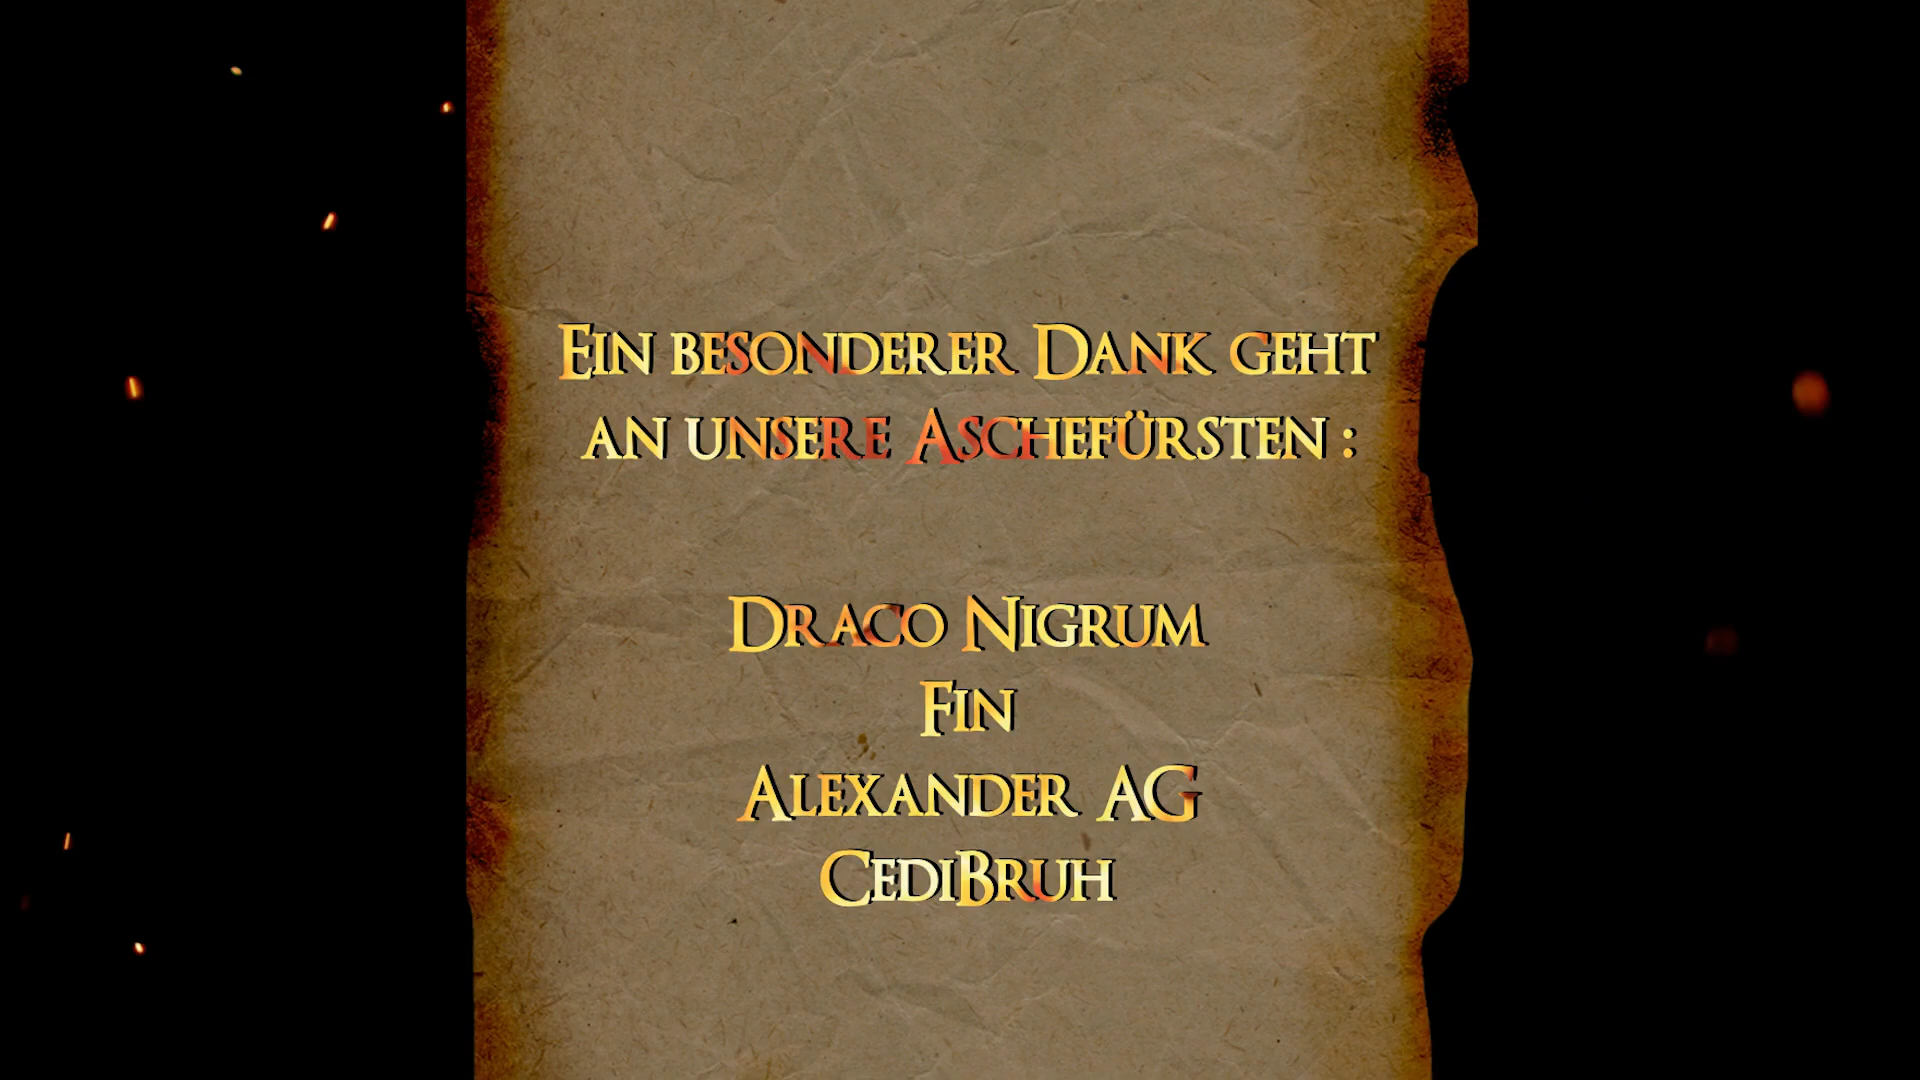 Ein besonderer Dank geht
an unsere Aschefürsten :
Draco Nigrum
Fin
Alexander AG
CediBruh